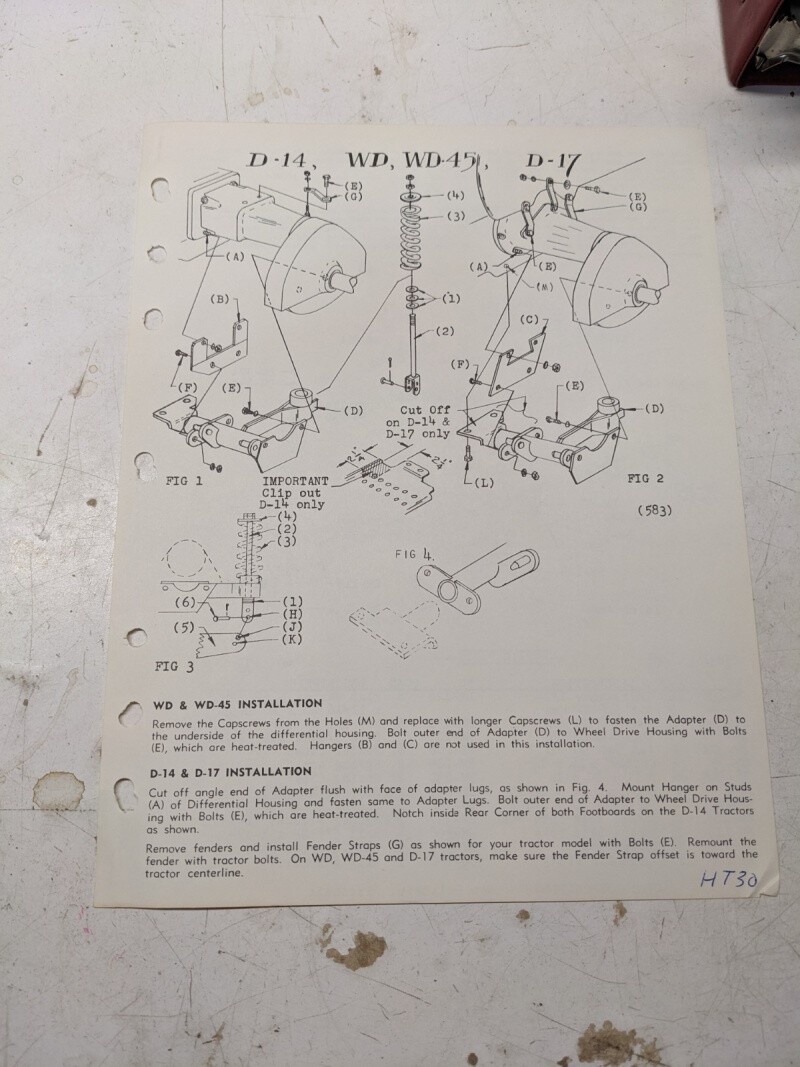 D-14, WD, WD-45, D-17
(E)
(G)
(A)
(B)
(F)
(E)
(D)
FIG 1
(4)
(3)
(1)
(2)
Cut Off
on D-14 &
D-17 only
2¼"
2¼"
IMPORTANT
Clip out
D-14 only
(E)
(G)
(A)
(E)
(M)
(C)
(F)
(E)
(D)
(L)
FIG 2
(583)
(4)
(2)
(3)
(6)
(1)
(H)
(5)
(J)
(K)
FIG 3
FIG 4.
WD & WD-45 INSTALLATION
Remove the Capscrews from the Holes (M) and replace with longer Capscrews (L) to fasten the Adapter (D) to
the underside of the differential housing. Bolt outer end of Adapter (D) to Wheel Drive Housing with Bolts
(E), which are heat-treated. Hangers (B) and (C) are not used in this installation.
D-14 & D-17 INSTALLATION
Cut off angle end of Adapter flush with face of adapter lugs, as shown in Fig. 4. Mount Hanger on Studs
(A) of Differential Housing and fasten same to Adapter Lugs. Bolt outer end of Adapter to Wheel Drive Hous-
ing with Bolts (E), which are heat-treated. Notch inside Rear Corner of both Footboards on the D-14 Tractors
as shown.
Remove fenders and install Fender Straps (G) as shown for your tractor model with Bolts (E). Remount the
fender with tractor bolts. On WD, WD-45 and D-17 tractors, make sure the Fender Strap offset is toward the
tractor centerline.
HT30